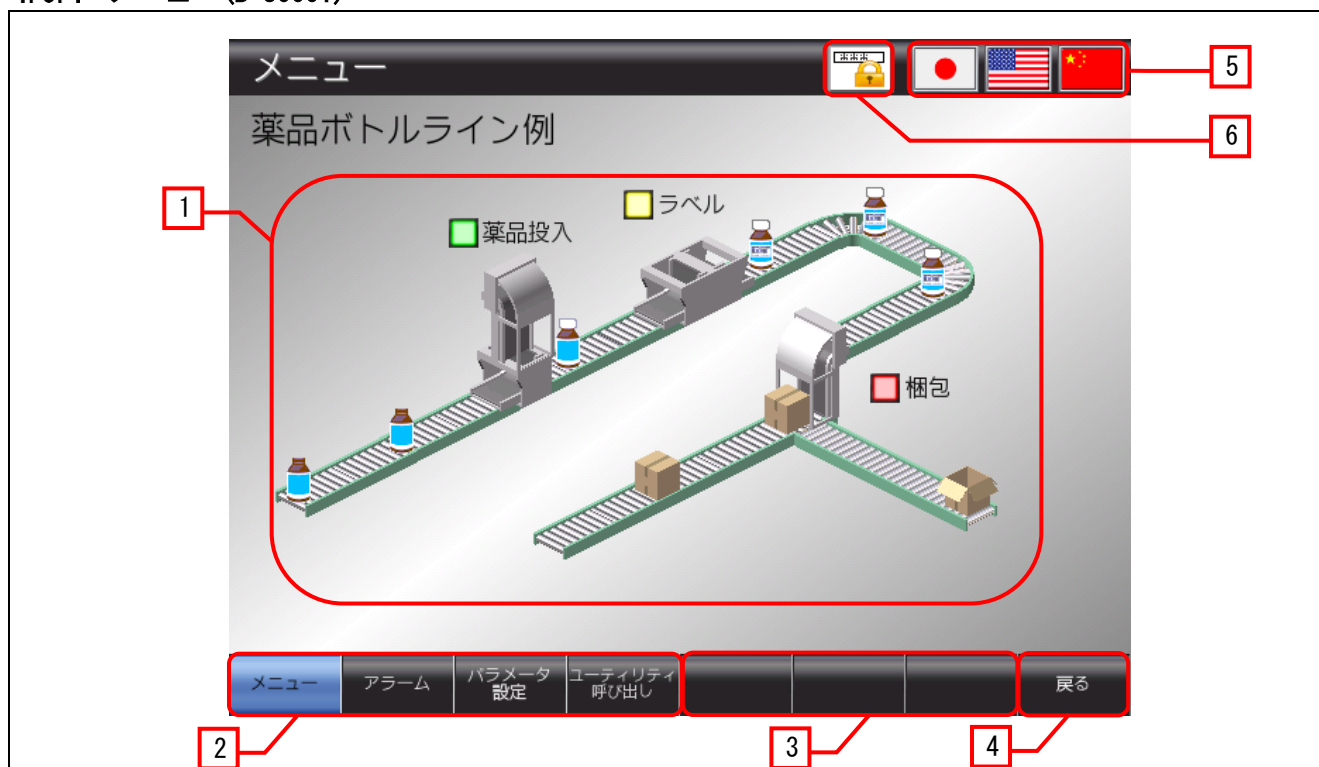 メニュー
5
薬品ボトルライン例
6
1
ラベル
薬品投入
梱包
メニュー
アラーム
パラメータ
設定
ユーティリティ
呼び出し
戻る
2
3
4